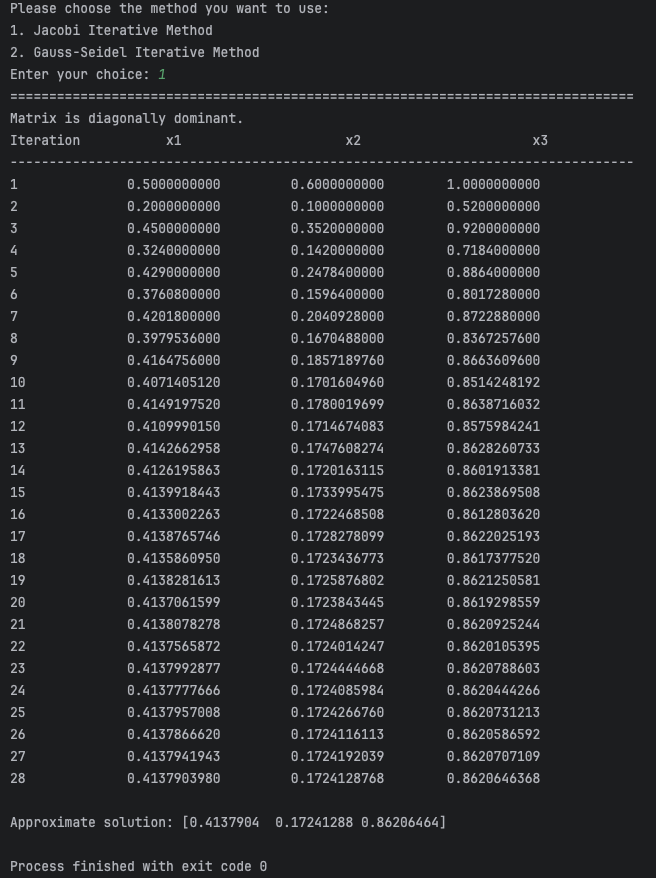 Please choose the method you want to use:
1. Jacobi Iterative Method
2. Gauss-Seidel Iterative Method
Enter your choice: 1
================================================================================
Matrix is diagonally dominant.
Iteration x1 x2 x3
--------------------------------------------------------------------------------
1 0.5000000000 0.6000000000 1.0000000000
2 0.2000000000 0.1000000000 0.5200000000
3 0.4500000000 0.3520000000 0.9200000000
4 0.3240000000 0.1420000000 0.7184000000
5 0.4290000000 0.2478400000 0.8864000000
6 0.3760800000 0.1596400000 0.8017280000
7 0.4201800000 0.2040928000 0.8722880000
8 0.3979536000 0.1670488000 0.8367257600
9 0.4164756000 0.1857189760 0.8663609600
10 0.4071405120 0.1701604960 0.8514248192
11 0.4149197520 0.1780019699 0.8638716032
12 0.4109990150 0.1714674083 0.8575984241
13 0.4142662958 0.1747608274 0.8628260733
14 0.4126195863 0.1720163115 0.8601913381
15 0.4139918443 0.1733995475 0.8623869508
16 0.4133002263 0.1722468508 0.8612803620
17 0.4138765746 0.1728278099 0.8622025193
18 0.4135860950 0.1723436773 0.8617377520
19 0.4138281613 0.1725876802 0.8621250581
20 0.4137061599 0.1723843445 0.8619298559
21 0.4138078278 0.1724868257 0.8620925244
22 0.4137565872 0.1724014247 0.8620105395
23 0.4137992877 0.1724444668 0.8620788603
24 0.4137777666 0.1724085984 0.8620444266
25 0.4137957008 0.1724266760 0.8620731213
26 0.4137866620 0.1724116113 0.8620586592
27 0.4137941943 0.1724192039 0.8620707109
28 0.4137903980 0.1724128768 0.8620646368
Approximate solution: [0.4137904  0.17241288 0.86206464]
Process finished with exit code 0